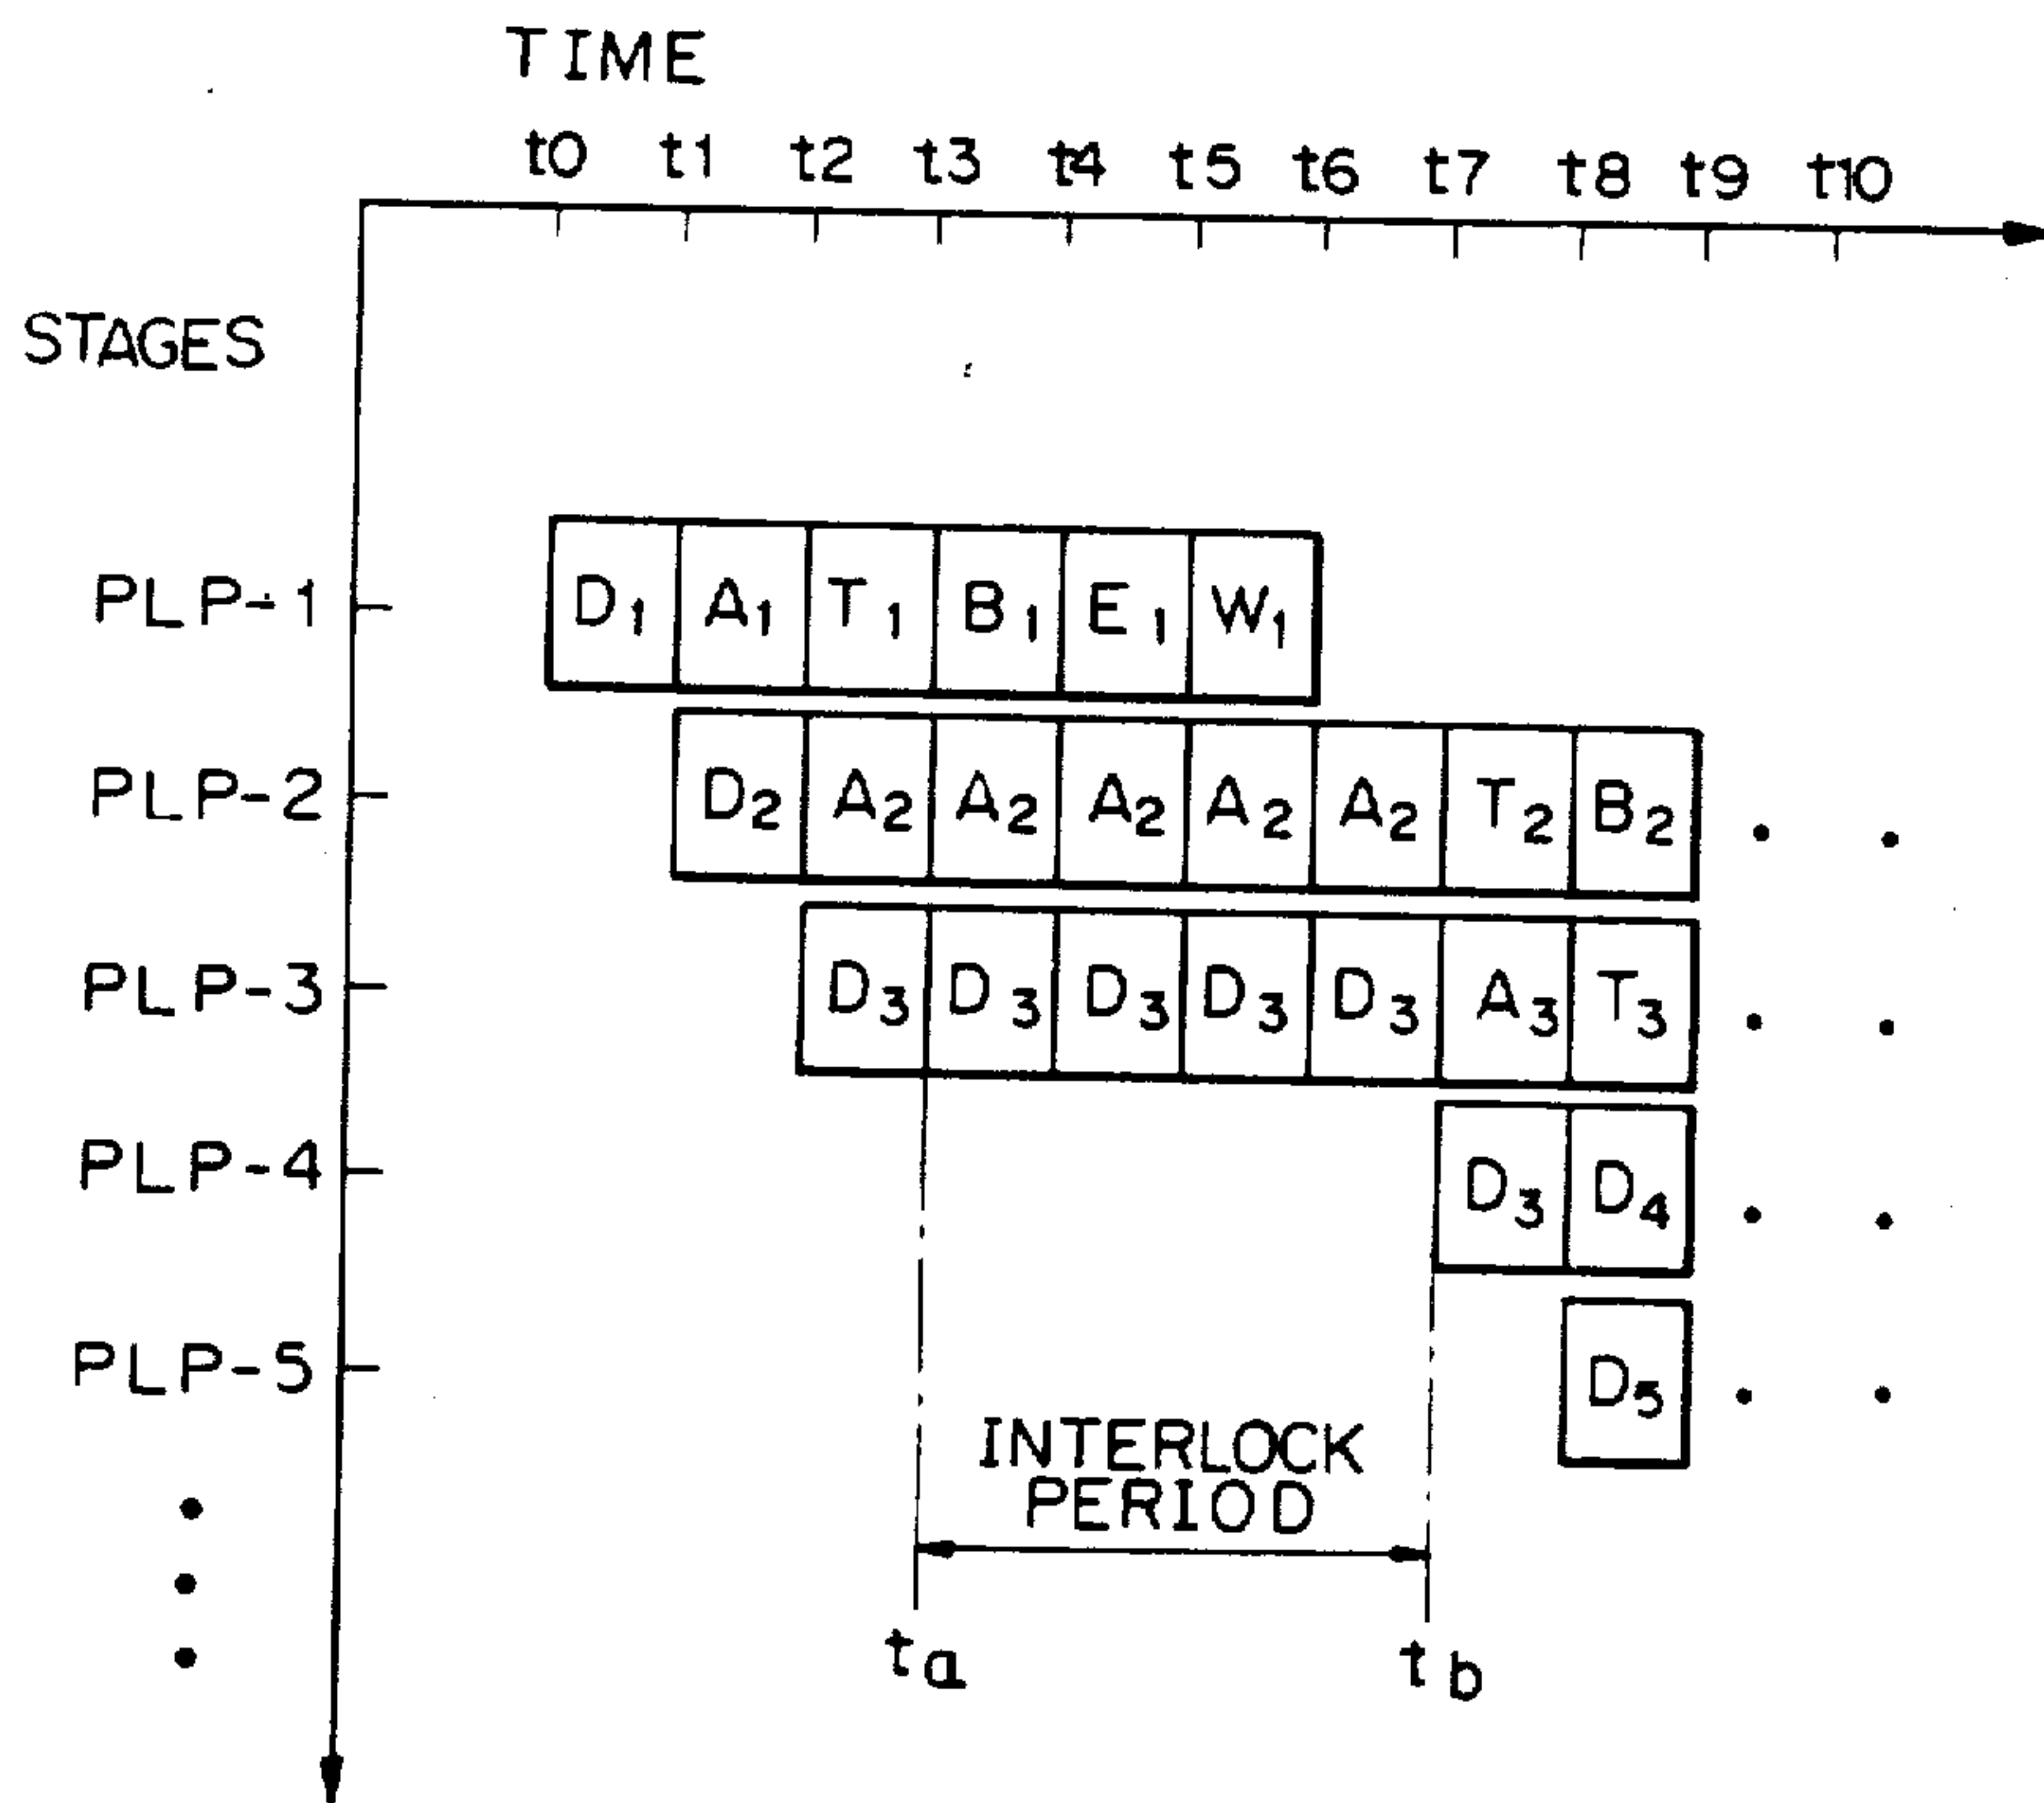 TIME
t0 t1 t2 t3 t4 t5 t6 t7 t8 t9 t10
STAGES
PLP-1 D1 A1 T1 B1 E1 W1
PLP-2 D2 A2 A2 A2 A2 A2 T2 B2
PLP-3 D3 D3 D3 D3 D3 A3 T3
PLP-4 D3 D4
PLP-5 D5
INTERLOCK
PERIOD
ta tb